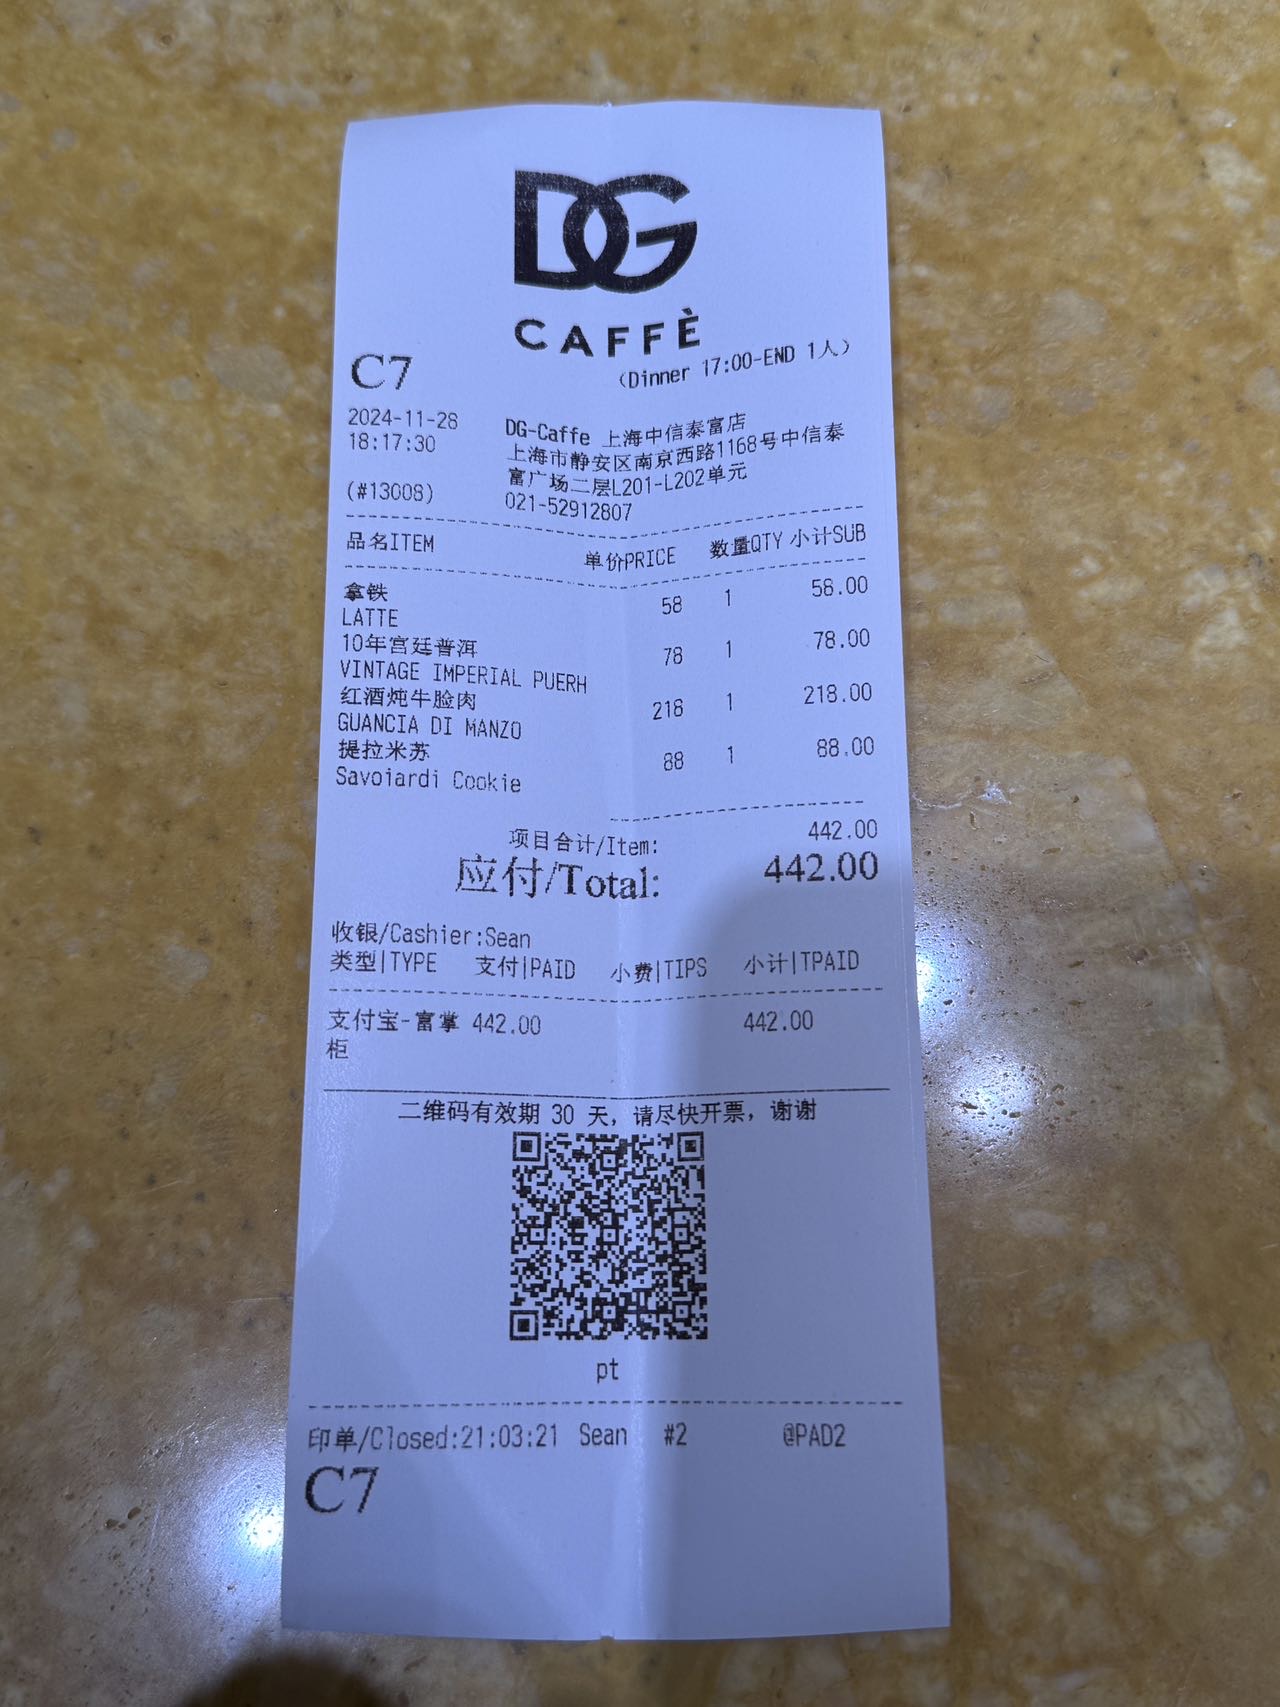 DG
CAFFÈ
C7
(Dinner 17:00-END 1人)
2024-11-28
18:17:30
(#13008)
DG-Caffe 上海中信泰富店
上海市静安区南京西路1168号中信泰
富广场二层L201-L202单元
021-52912807
品名ITEM 单价PRICE 数量QTY 小计SUB
拿铁
LATTE 58 1 58.00
10年宫廷普洱
VINTAGE IMPERIAL PUERH 78 1 78.00
红酒炖牛脸肉
GUANCIA DI MANZO 218 1 218.00
提拉米苏
Savoiardi Cookie 88 1 88.00
项目合计/Item: 442.00
应付/Total: 442.00
收银/Cashier:Sean
类型|TYPE 支付|PAID 小费|TIPS 小计|TPAID
支付宝-富掌 442.00 442.00
柜
二维码有效期 30 天，请尽快开票，谢谢
pt
印单/Closed:21:03:21 Sean #2 @PAD2
C7